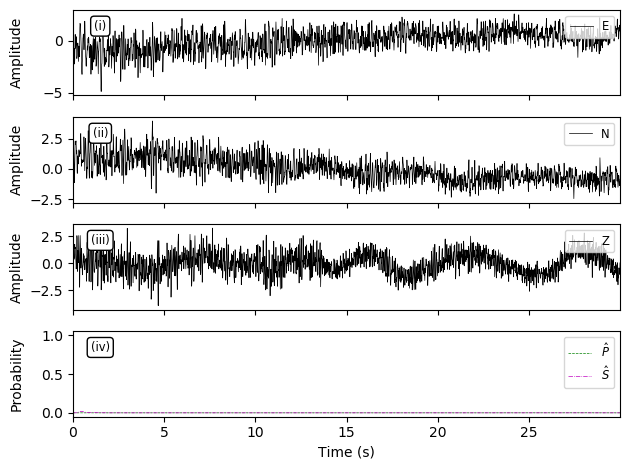 Amplitude
0
−5
(i)
E
Amplitude
2.5
0.0
−2.5
(ii)
N
Amplitude
2.5
0.0
−2.5
(iii)
Z
Probability
1.0
0.5
0.0
(iv)
P̂
Ŝ
0 5 10 15 20 25
Time (s)